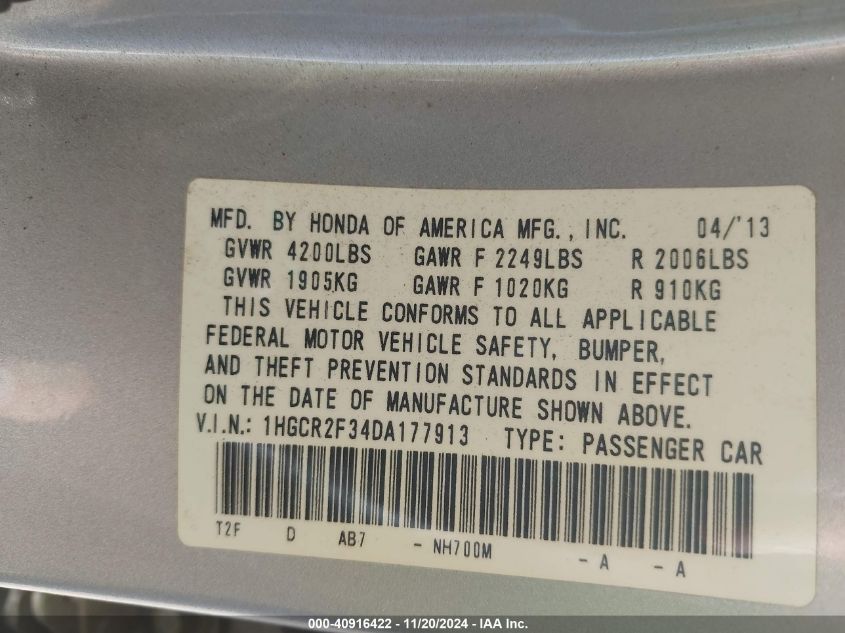 MFD. BY HONDA OF AMERICA MFG., INC. 04/'13
GVWR 4200LBS GAWR F 2249LBS R 2006LBS
GVWR 1905KG GAWR F 1020KG R 910KG
THIS VEHICLE CONFORMS TO ALL APPLICABLE
FEDERAL MOTOR VEHICLE SAFETY, BUMPER,
AND THEFT PREVENTION STANDARDS IN EFFECT
ON THE DATE OF MANUFACTURE SHOWN ABOVE.
V.I.N.: 1HGCR2F34DA177913 TYPE: PASSENGER CAR
T2F D AB7 - NH700M - A - A
000-40916422 - 11/20/2024 - IAA Inc.